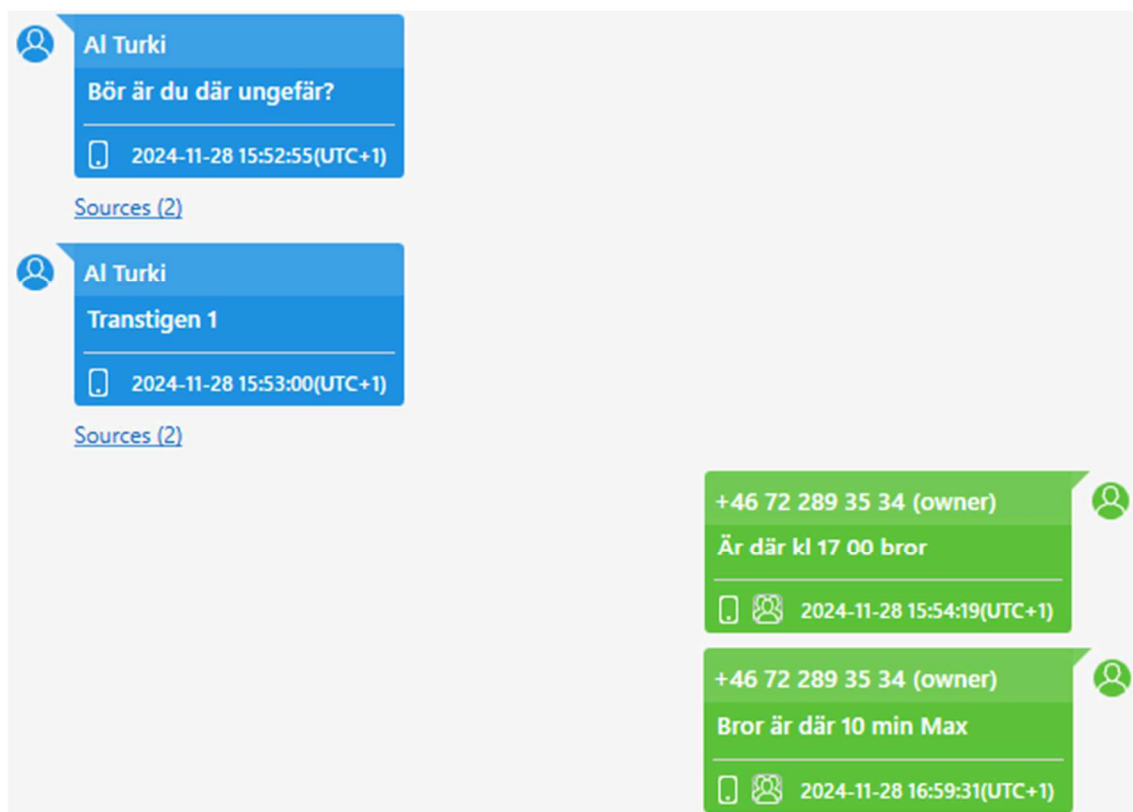 Al Turki
Bör är du där ungefär?
2024-11-28 15:52:55(UTC+1)
Sources (2)
Al Turki
Transtigen 1
2024-11-28 15:53:00(UTC+1)
Sources (2)
+46 72 289 35 34 (owner)
Är där kl 17 00 bror
2024-11-28 15:54:19(UTC+1)
+46 72 289 35 34 (owner)
Bror är där 10 min Max
2024-11-28 16:59:31(UTC+1)